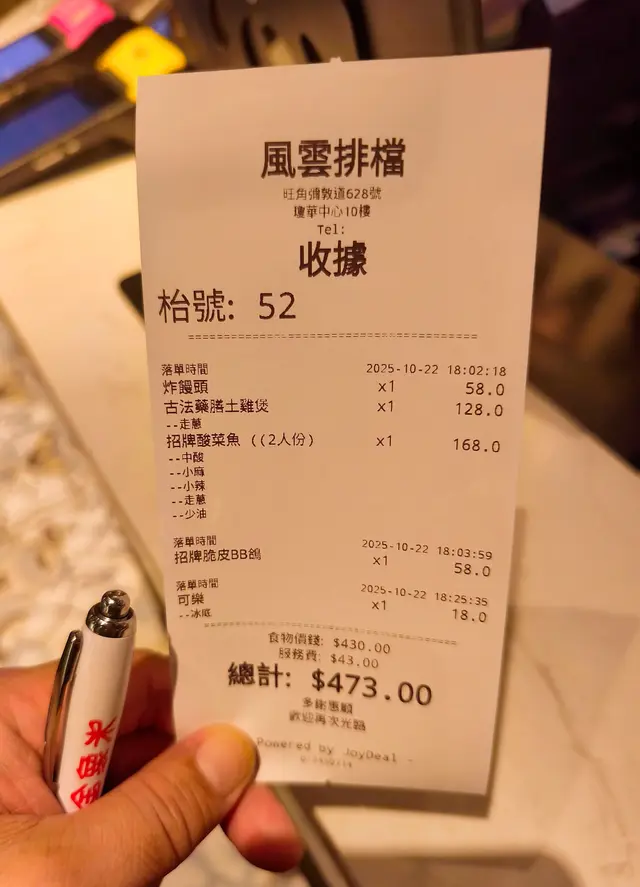 風雲排檔
旺角彌敦道628號
瓊華中心10樓
Tel:
收據
枱號: 52
================================================
落單時間 2025-10-22 18:02:18
炸饅頭 x1 58.0
古法藥膳土雞煲 x1 128.0
--走蔥
招牌酸菜魚 ((2人份) x1 168.0
--中酸
--小麻
--小辣
--走蔥
--少油
落單時間 2025-10-22 18:03:59
招牌脆皮BB鴿 x1 58.0
落單時間 2025-10-22 18:25:35
可樂 x1 18.0
--冰底
================================================
食物價錢: $430.00
服務費: $43.00
總計: $473.00
多謝惠顧
歡迎再次光臨
Powered by JoyDeal -